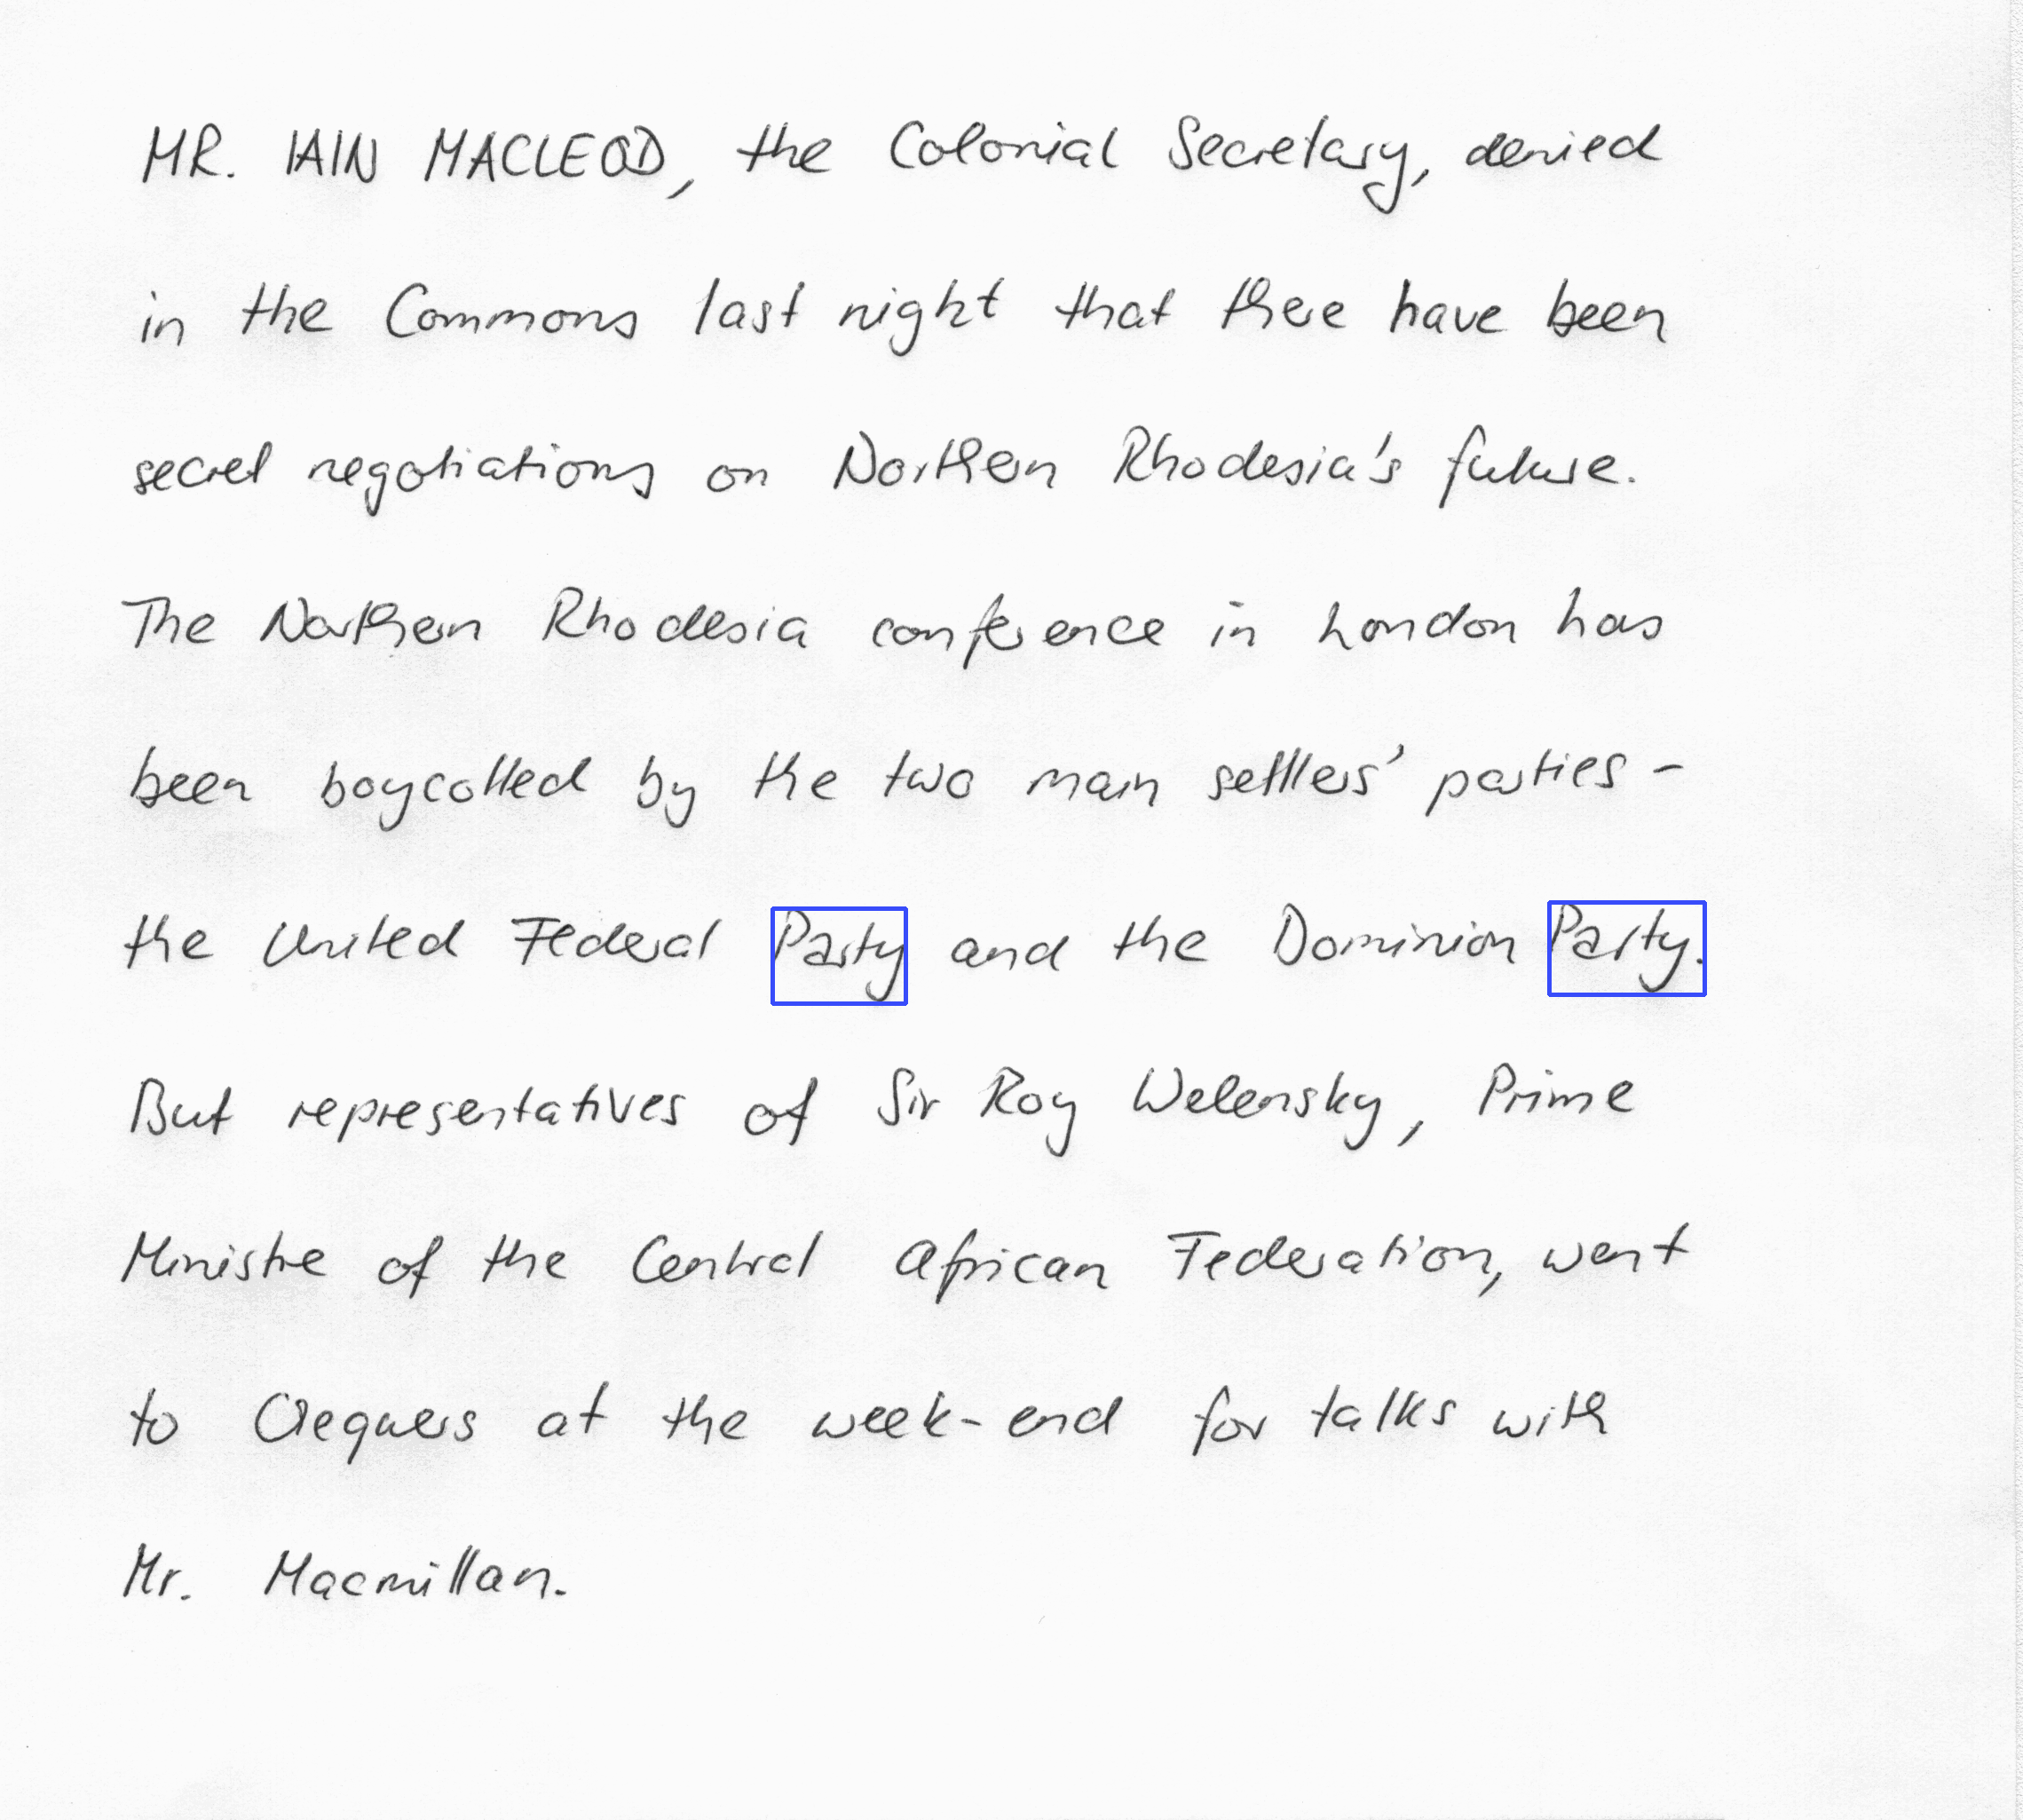 MR. IAIN MACLEOD, the Colonial Secretary, denied
in the Commons last night that there have been
secret negotiations on Northern Rhodesia's future.
The Northern Rhodesia conference in London has
been boycotted by the two main settlers' parties -
the United Federal Party and the Dominion Party.
But representatives of Sir Roy Welensky, Prime
Ministre of the Central African Federation, went
to Chequers at the week-end for talks with
Mr. Macmillan.